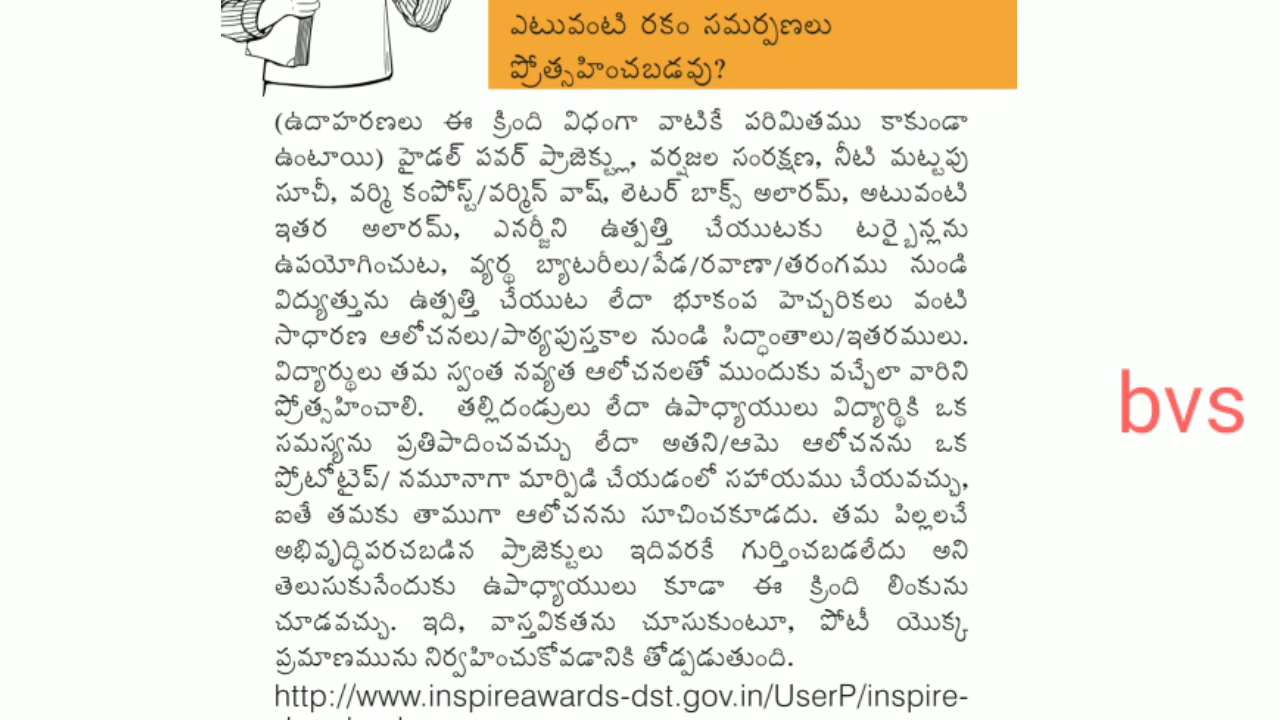 ఎటువంటి రకం సమర్పణలు
ప్రోత్సహించబడవు?
(ఉదాహరణలు ఈ క్రింది విధంగా వాటికే పరిమితము కాకుండా
ఉంటాయి) హైడల్ పవర్ ప్రాజెక్ట్లు, వర్షజల సంరక్షణ, నీటి మట్టపు
సూచీ, వర్మి కంపోస్ట్/వర్మిన్ వాష్, లెటర్ బాక్స్ అలారమ్, అటువంటి
ఇతర అలారమ్, ఎనర్జీని ఉత్పత్తి చేయుటకు టర్బైన్లను
ఉపయోగించుట, వ్యర్థ బ్యాటరీలు/పేడ/రవాణా/తరంగము నుండి
విద్యుత్తును ఉత్పత్తి చేయుట లేదా భూకంప హెచ్చరికలు వంటి
సాధారణ ఆలోచనలు/పాఠ్యపుస్తకాల నుండి సిద్ధాంతాలు/ఇతరములు.
విద్యార్థులు తమ స్వంత నవ్యత ఆలోచనలతో ముందుకు వచ్చేలా వారిని
ప్రోత్సహించాలి. తల్లిదండ్రులు లేదా ఉపాధ్యాయులు విద్యార్థికి ఒక
సమస్యను ప్రతిపాదించవచ్చు లేదా అతని/ఆమె ఆలోచనను ఒక
ప్రోటోటైప్/ నమూనాగా మార్పిడి చేయడంలో సహాయము చేయవచ్చు,
ఐతే తమకు తాముగా ఆలోచనను సూచించకూడదు. తమ పిల్లలచే
అభివృద్ధిపరచబడిన ప్రాజెక్టులు ఇదివరకే గుర్తించబడలేదు అని
తెలుసుకునేందుకు ఉపాధ్యాయులు కూడా ఈ క్రింది లింకును
చూడవచ్చు. ఇది, వాస్తవికతను చూసుకుంటూ, పోటీ యొక్క
ప్రమాణమును నిర్వహించుకోవడానికి తోడ్పడుతుంది.
http://www.inspireawards-dst.gov.in/UserP/inspire-
bvs